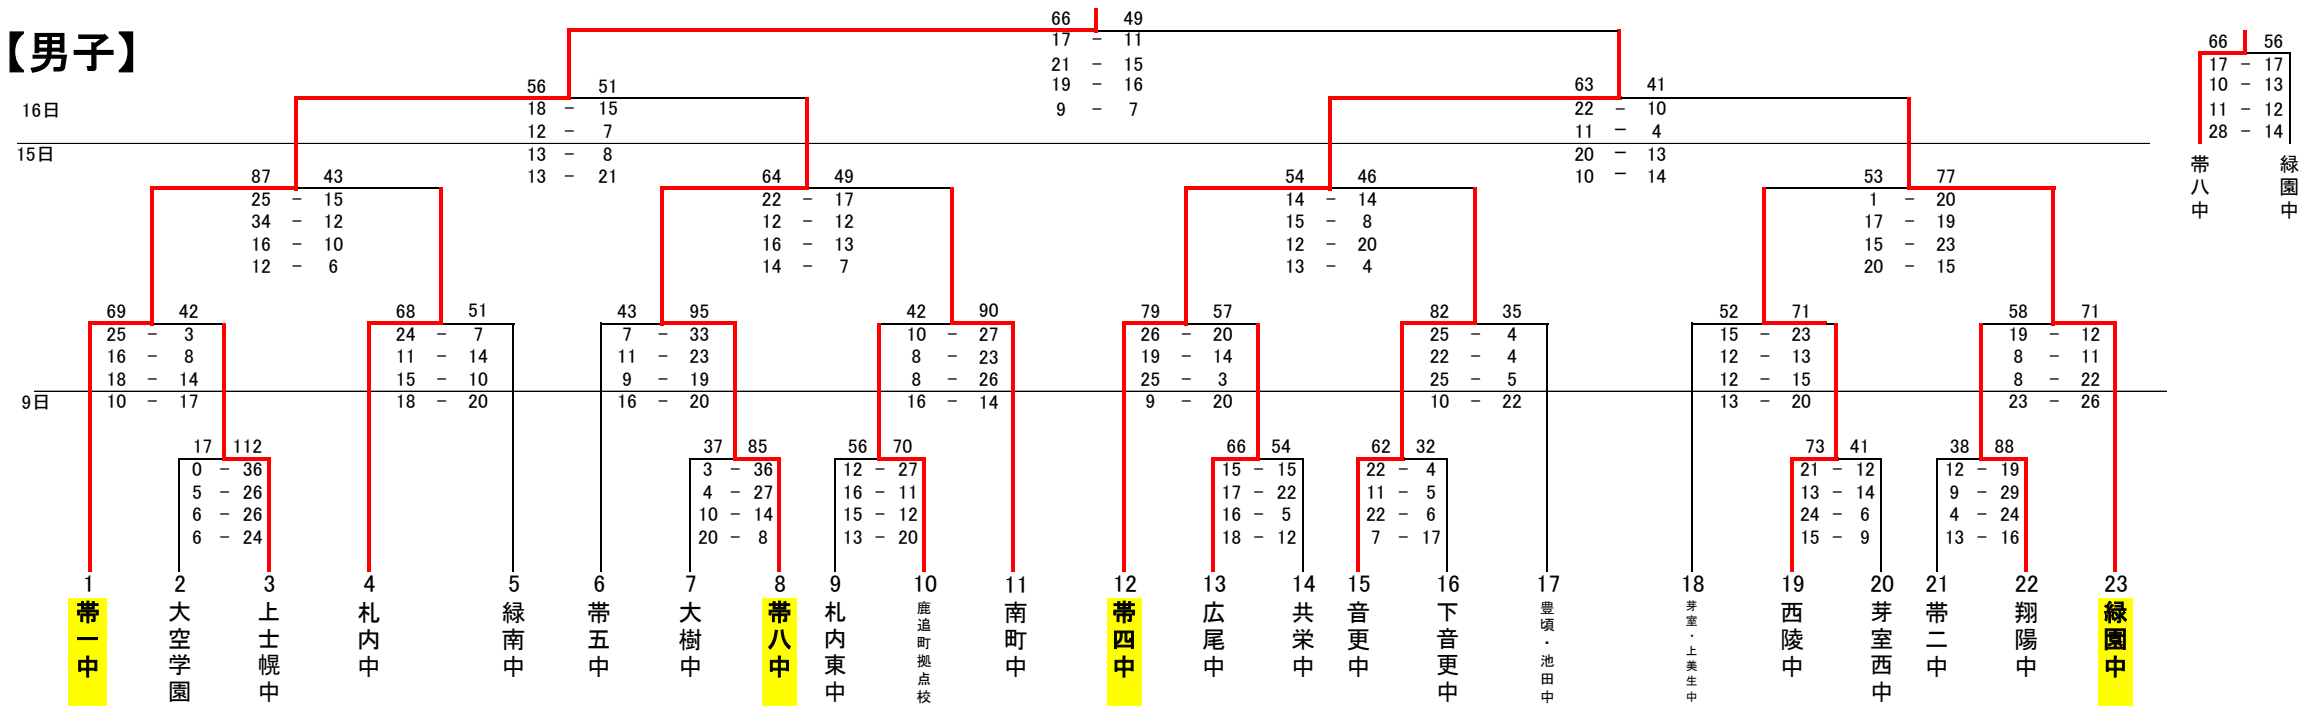 【男子】
66 49
17 - 11
21 - 15
19 - 16
9 - 7
66 56
17 - 17
10 - 13
11 - 12
28 - 14
帯八中
緑園中
16日
15日
56 51
18 - 15
12 - 7
13 - 8
13 - 21
63 41
22 - 10
11 - 4
20 - 13
10 - 14
87 43
25 - 15
34 - 12
16 - 10
12 - 6
64 49
22 - 17
12 - 12
16 - 13
14 - 7
54 46
14 - 14
15 - 8
12 - 20
13 - 4
53 77
1 - 20
17 - 19
15 - 23
20 - 15
69 42
25 - 3
16 - 8
18 - 14
10 - 17
68 51
24 - 7
11 - 14
15 - 10
18 - 20
43 95
7 - 33
11 - 23
9 - 19
16 - 20
42 90
10 - 27
8 - 23
8 - 26
16 - 14
79 57
26 - 20
19 - 14
25 - 3
9 - 20
82 35
25 - 4
22 - 4
25 - 5
10 - 22
52 71
15 - 23
12 - 13
12 - 15
13 - 20
58 71
19 - 12
8 - 11
8 - 22
23 - 26
9日
17 112
0 - 36
5 - 26
6 - 26
6 - 24
37 85
3 - 36
4 - 27
10 - 14
20 - 8
56 70
12 - 27
16 - 11
15 - 12
13 - 20
66 54
15 - 15
17 - 22
16 - 5
18 - 12
62 32
22 - 4
11 - 5
22 - 6
7 - 17
73 41
21 - 12
13 - 14
24 - 6
15 - 9
38 88
12 - 19
9 - 29
4 - 24
13 - 16
1 帯一中
2 大空学園
3 上士幌中
4 札内中
5 緑南中
6 帯五中
7 大樹中
8 帯八中
9 札内東中
10 鹿追町拠点校
11 南町中
12 帯四中
13 広尾中
14 共栄中
15 音更中
16 下音更中
17 豊頃・池田中
18 芽室・上美生中
19 西陵中
20 芽室西中
21 帯二中
22 翔陽中
23 緑園中